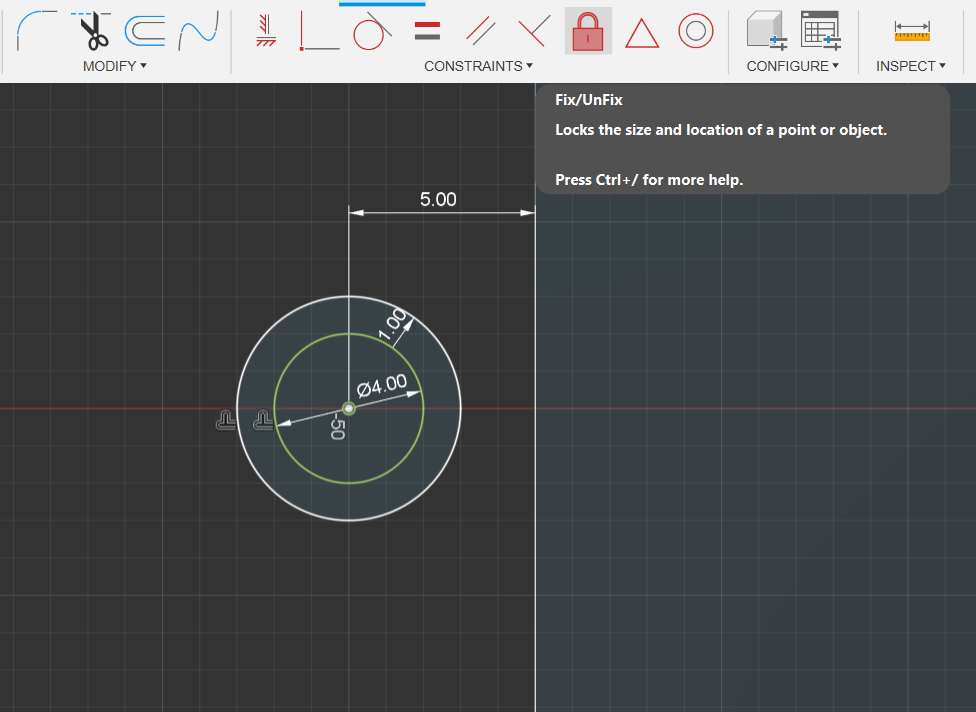 MODIFY ▾
CONSTRAINTS ▾
CONFIGURE ▾
INSPECT ▾
Fix/UnFix
Locks the size and location of a point or object.
Press Ctrl+/ for more help.
5.00
1.00
Ø4.00
-50